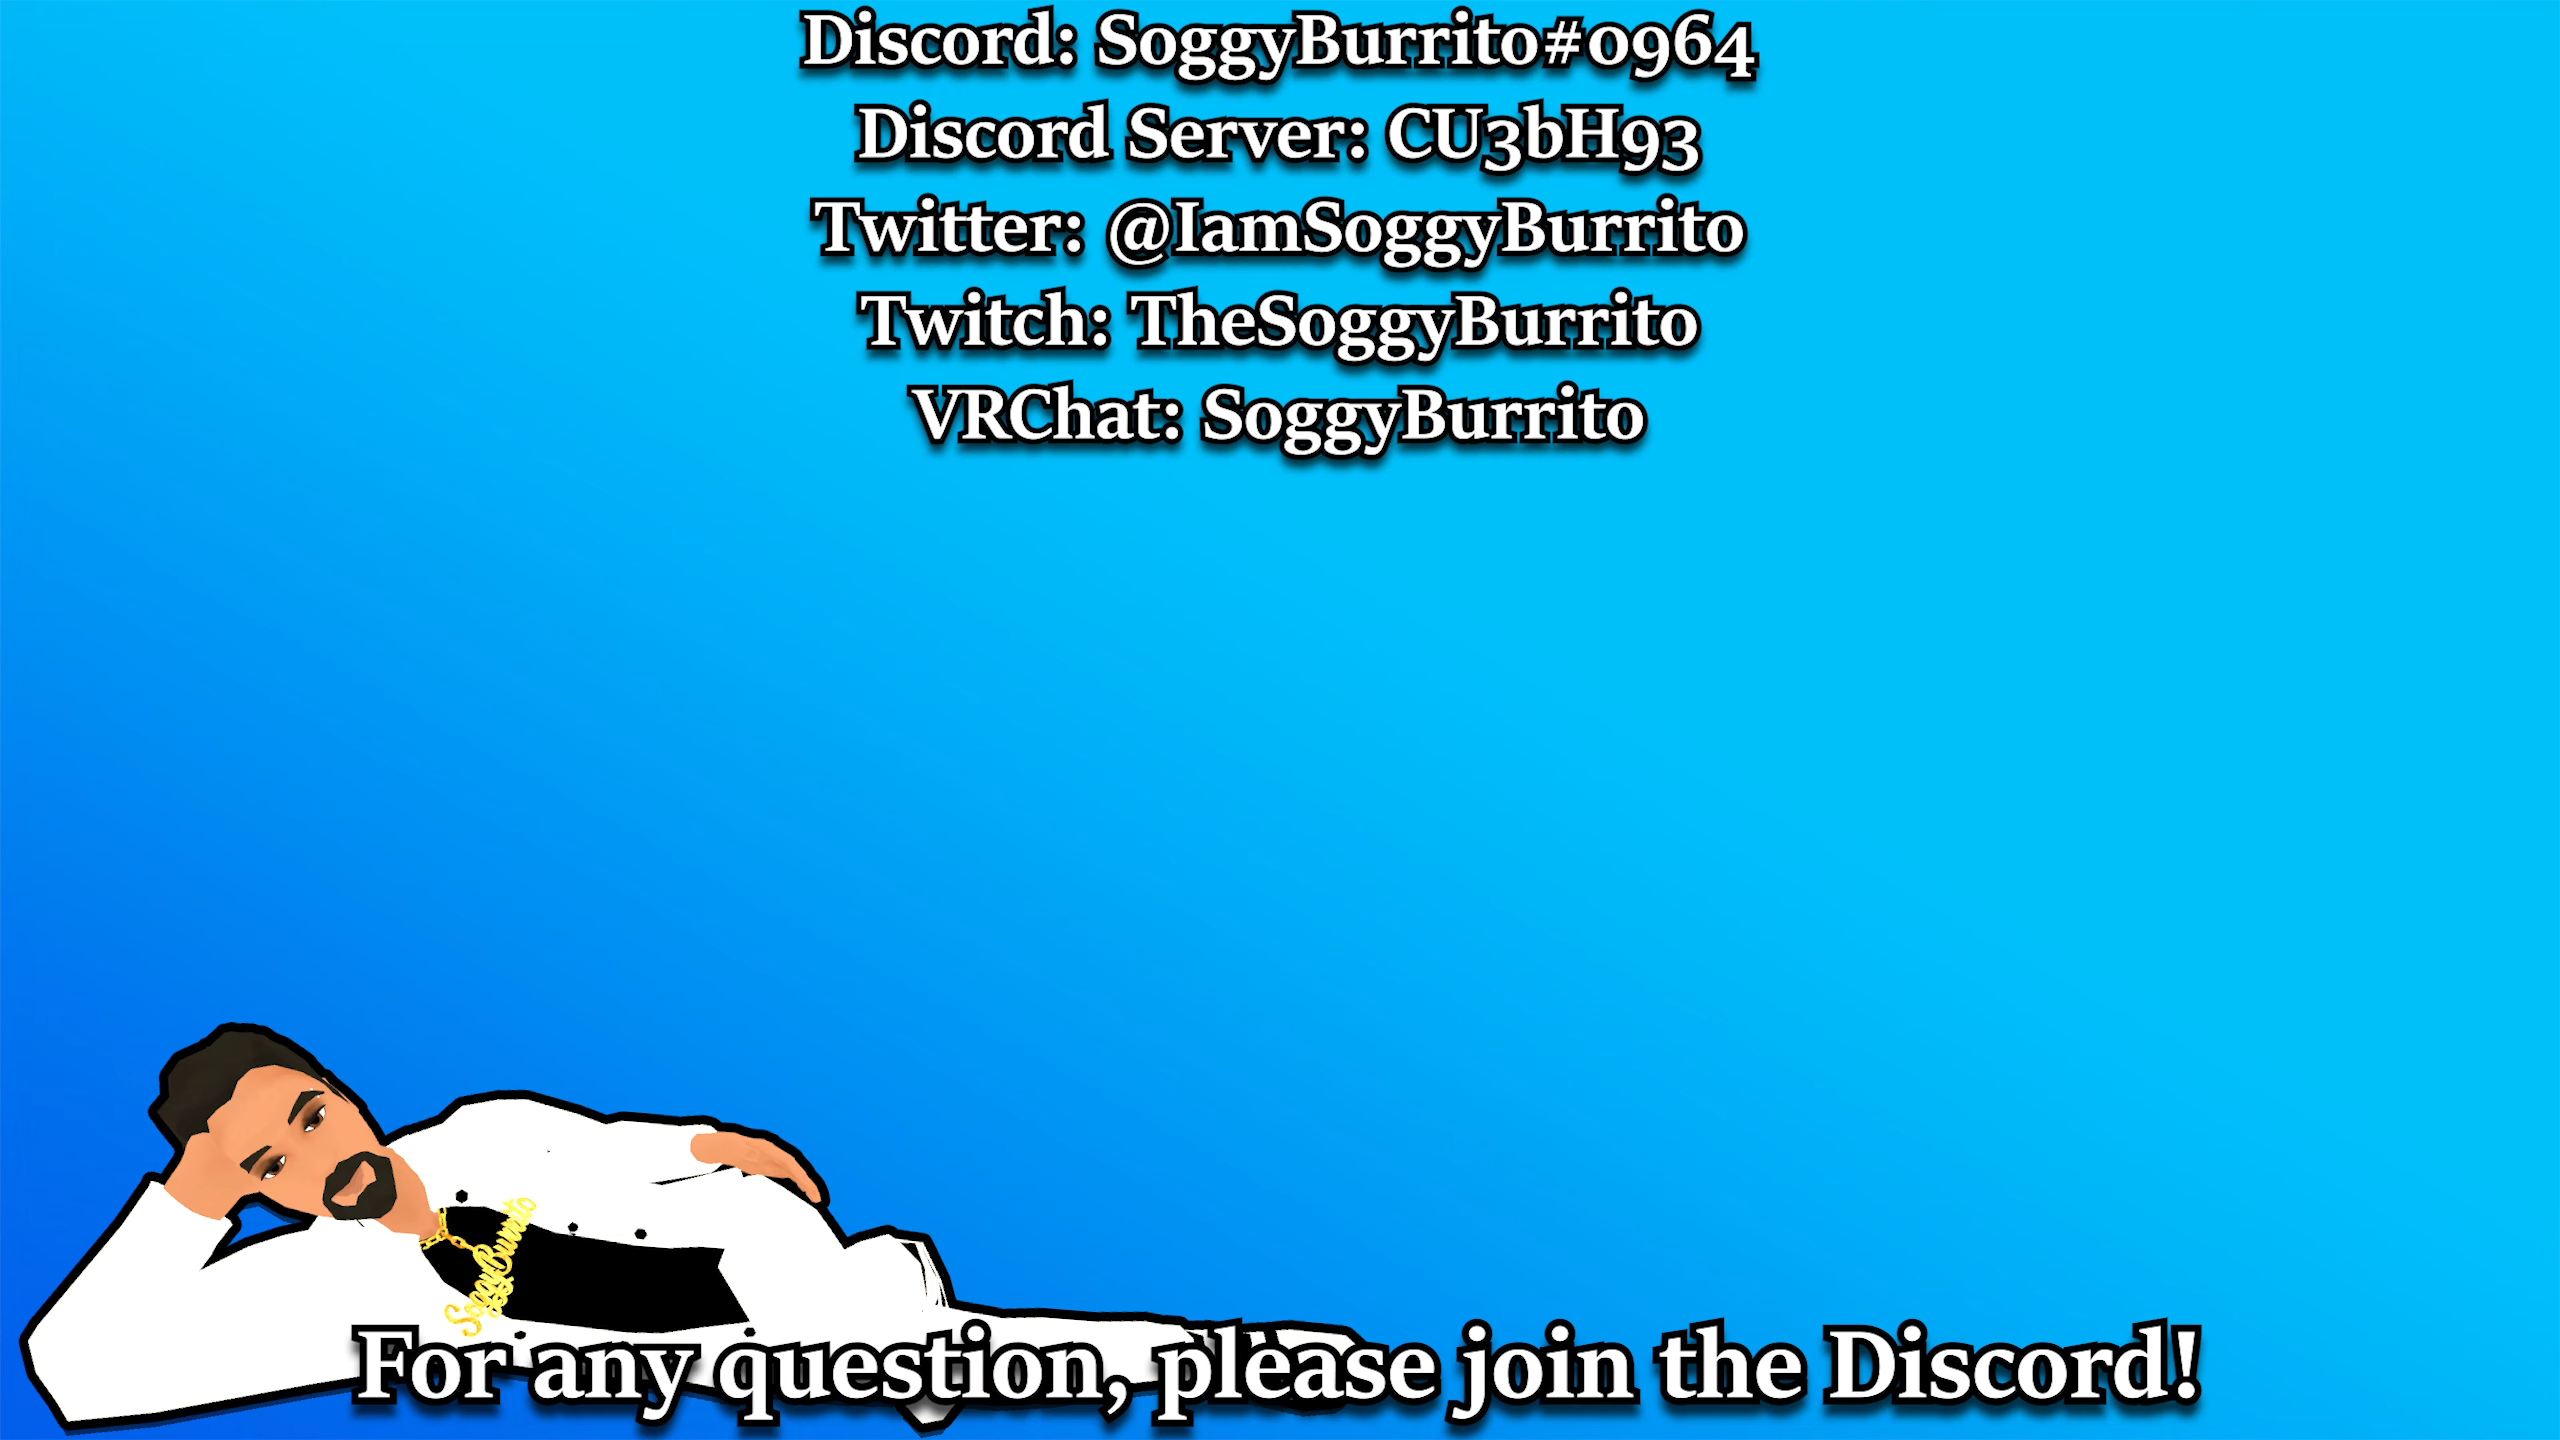 Discord: SoggyBurrito#0964
Discord Server: CU3bH93
Twitter: @IamSoggyBurrito
Twitch: TheSoggyBurrito
VRChat: SoggyBurrito
SoggyBurrito
For any question, please join the Discord!